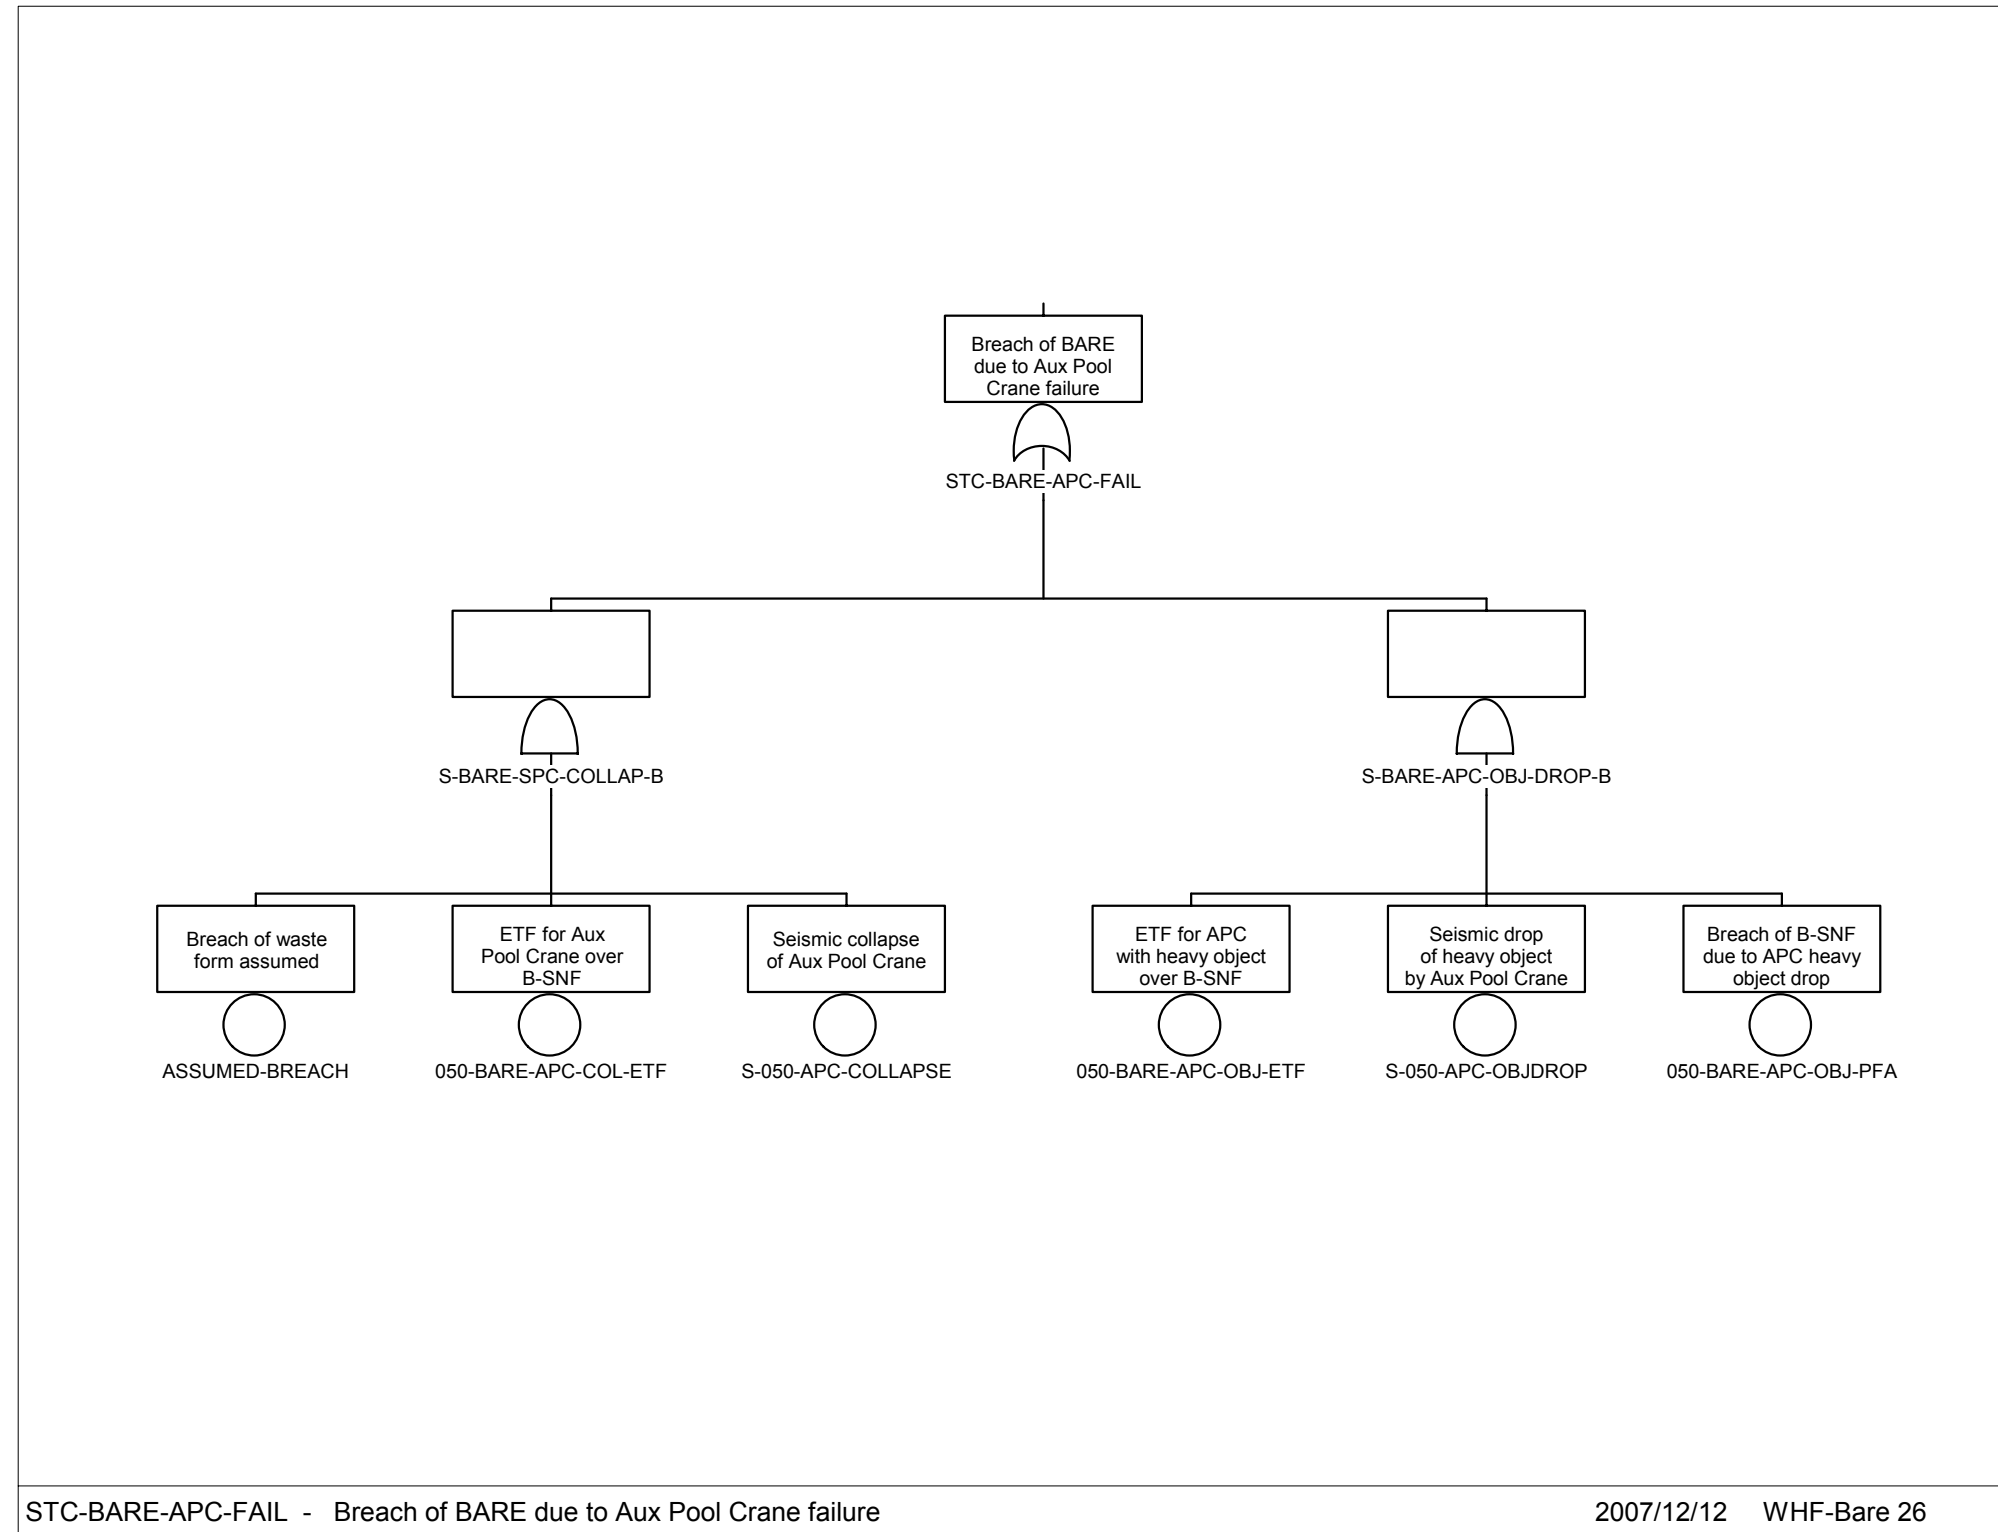 Breach of BARE
due to Aux Pool
Crane failure
STC-BARE-APC-FAIL
S-BARE-SPC-COLLAP-B
S-BARE-APC-OBJ-DROP-B
Breach of waste
form assumed
ASSUMED-BREACH
ETF for Aux
Pool Crane over
B-SNF
050-BARE-APC-COL-ETF
Seismic collapse
of Aux Pool Crane
S-050-APC-COLLAPSE
ETF for APC
with heavy object
over B-SNF
050-BARE-APC-OBJ-ETF
Seismic drop
of heavy object
by Aux Pool Crane
S-050-APC-OBJDROP
Breach of B-SNF
due to APC heavy
object drop
050-BARE-APC-OBJ-PFA
STC-BARE-APC-FAIL - Breach of BARE due to Aux Pool Crane failure
2007/12/12 WHF-Bare 26